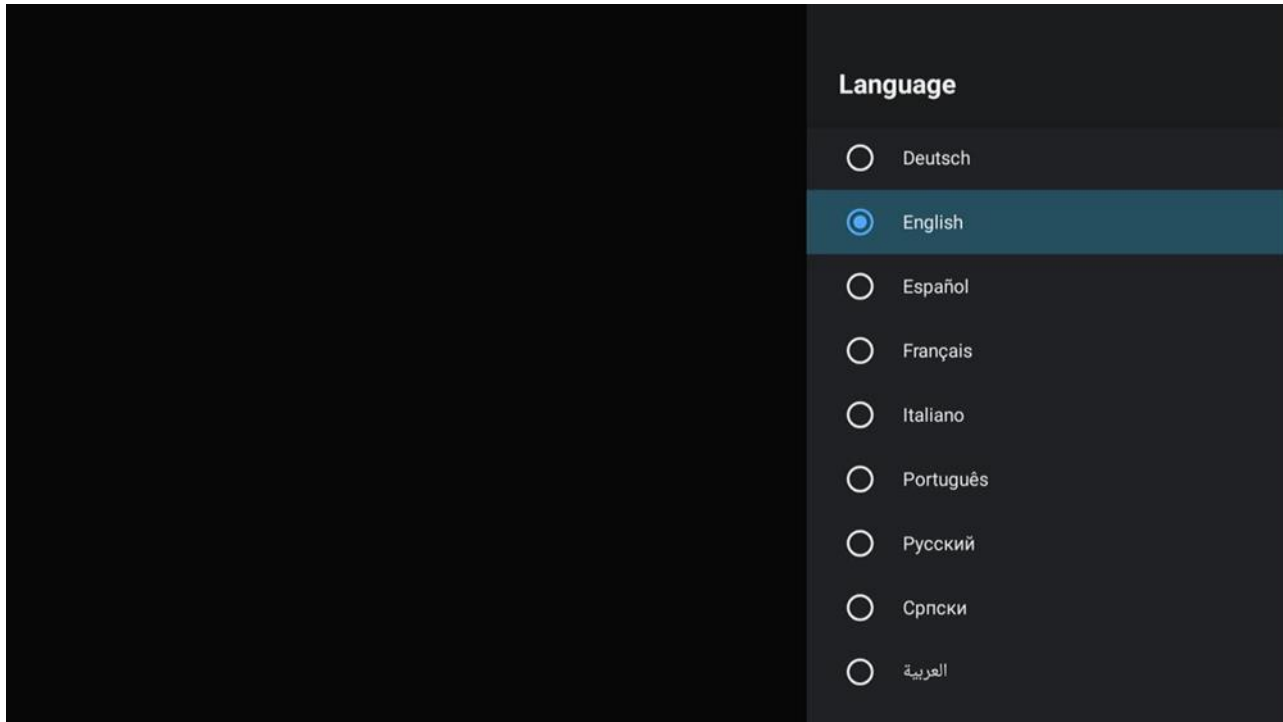 Language
Deutsch
English
Español
Français
Italiano
Português
Русский
Српски
العربية